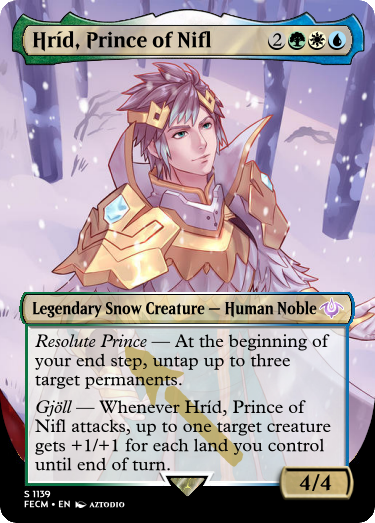 Hríd, Prince of Nifl 2
Legendary Snow Creature — Human Noble
Resolute Prince — At the beginning of
your end step, untap up to three
target permanents.
Gjöll — Whenever Hríd, Prince of
Nifl attacks, up to one target creature
gets +1/+1 for each land you control
until end of turn.
4/4
S 1139
FECM • EN AZTODIO